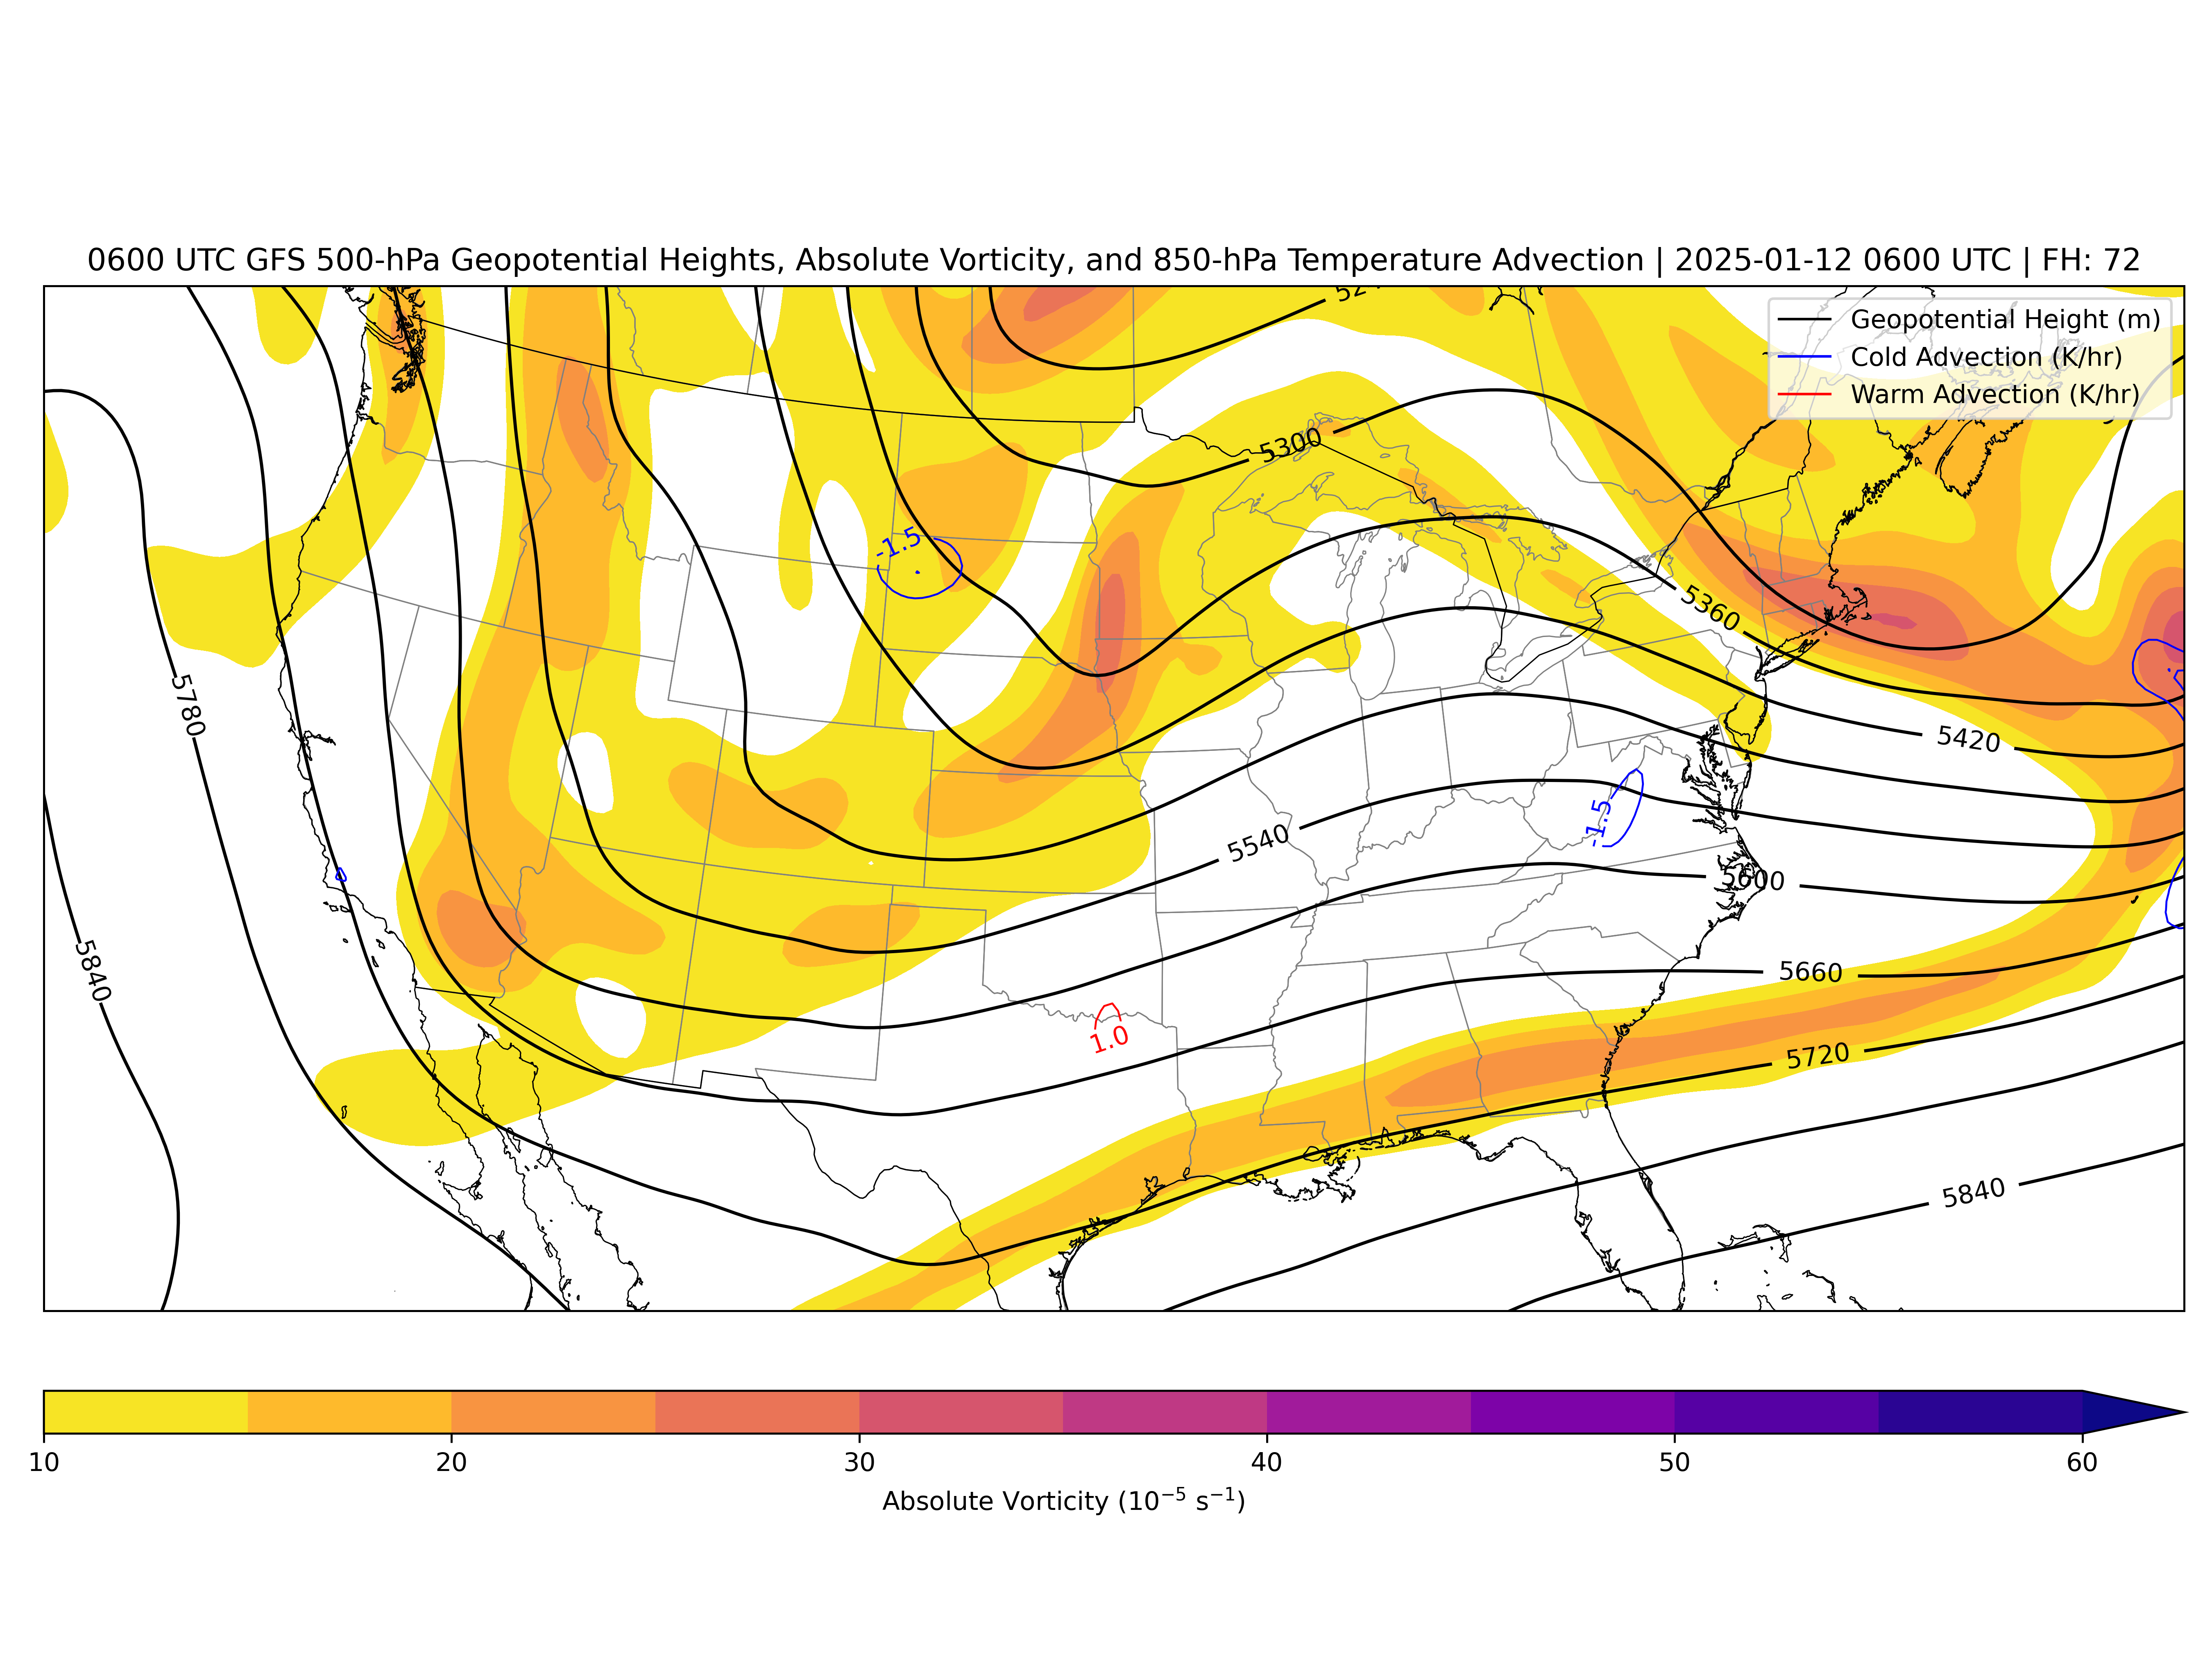 0600 UTC GFS 500-hPa Geopotential Heights, Absolute Vorticity, and 850-hPa Temperature Advection | 2025-01-12 0600 UTC | FH: 72
Geopotential Height (m)
Cold Advection (K/hr)
Warm Advection (K/hr)
5300
-1.5
5360
5780
5420
-1.5
5540
5600
5840
5660
1.0
5720
5840
10 20 30 40 50 60
Absolute Vorticity (10⁻⁵ s⁻¹)